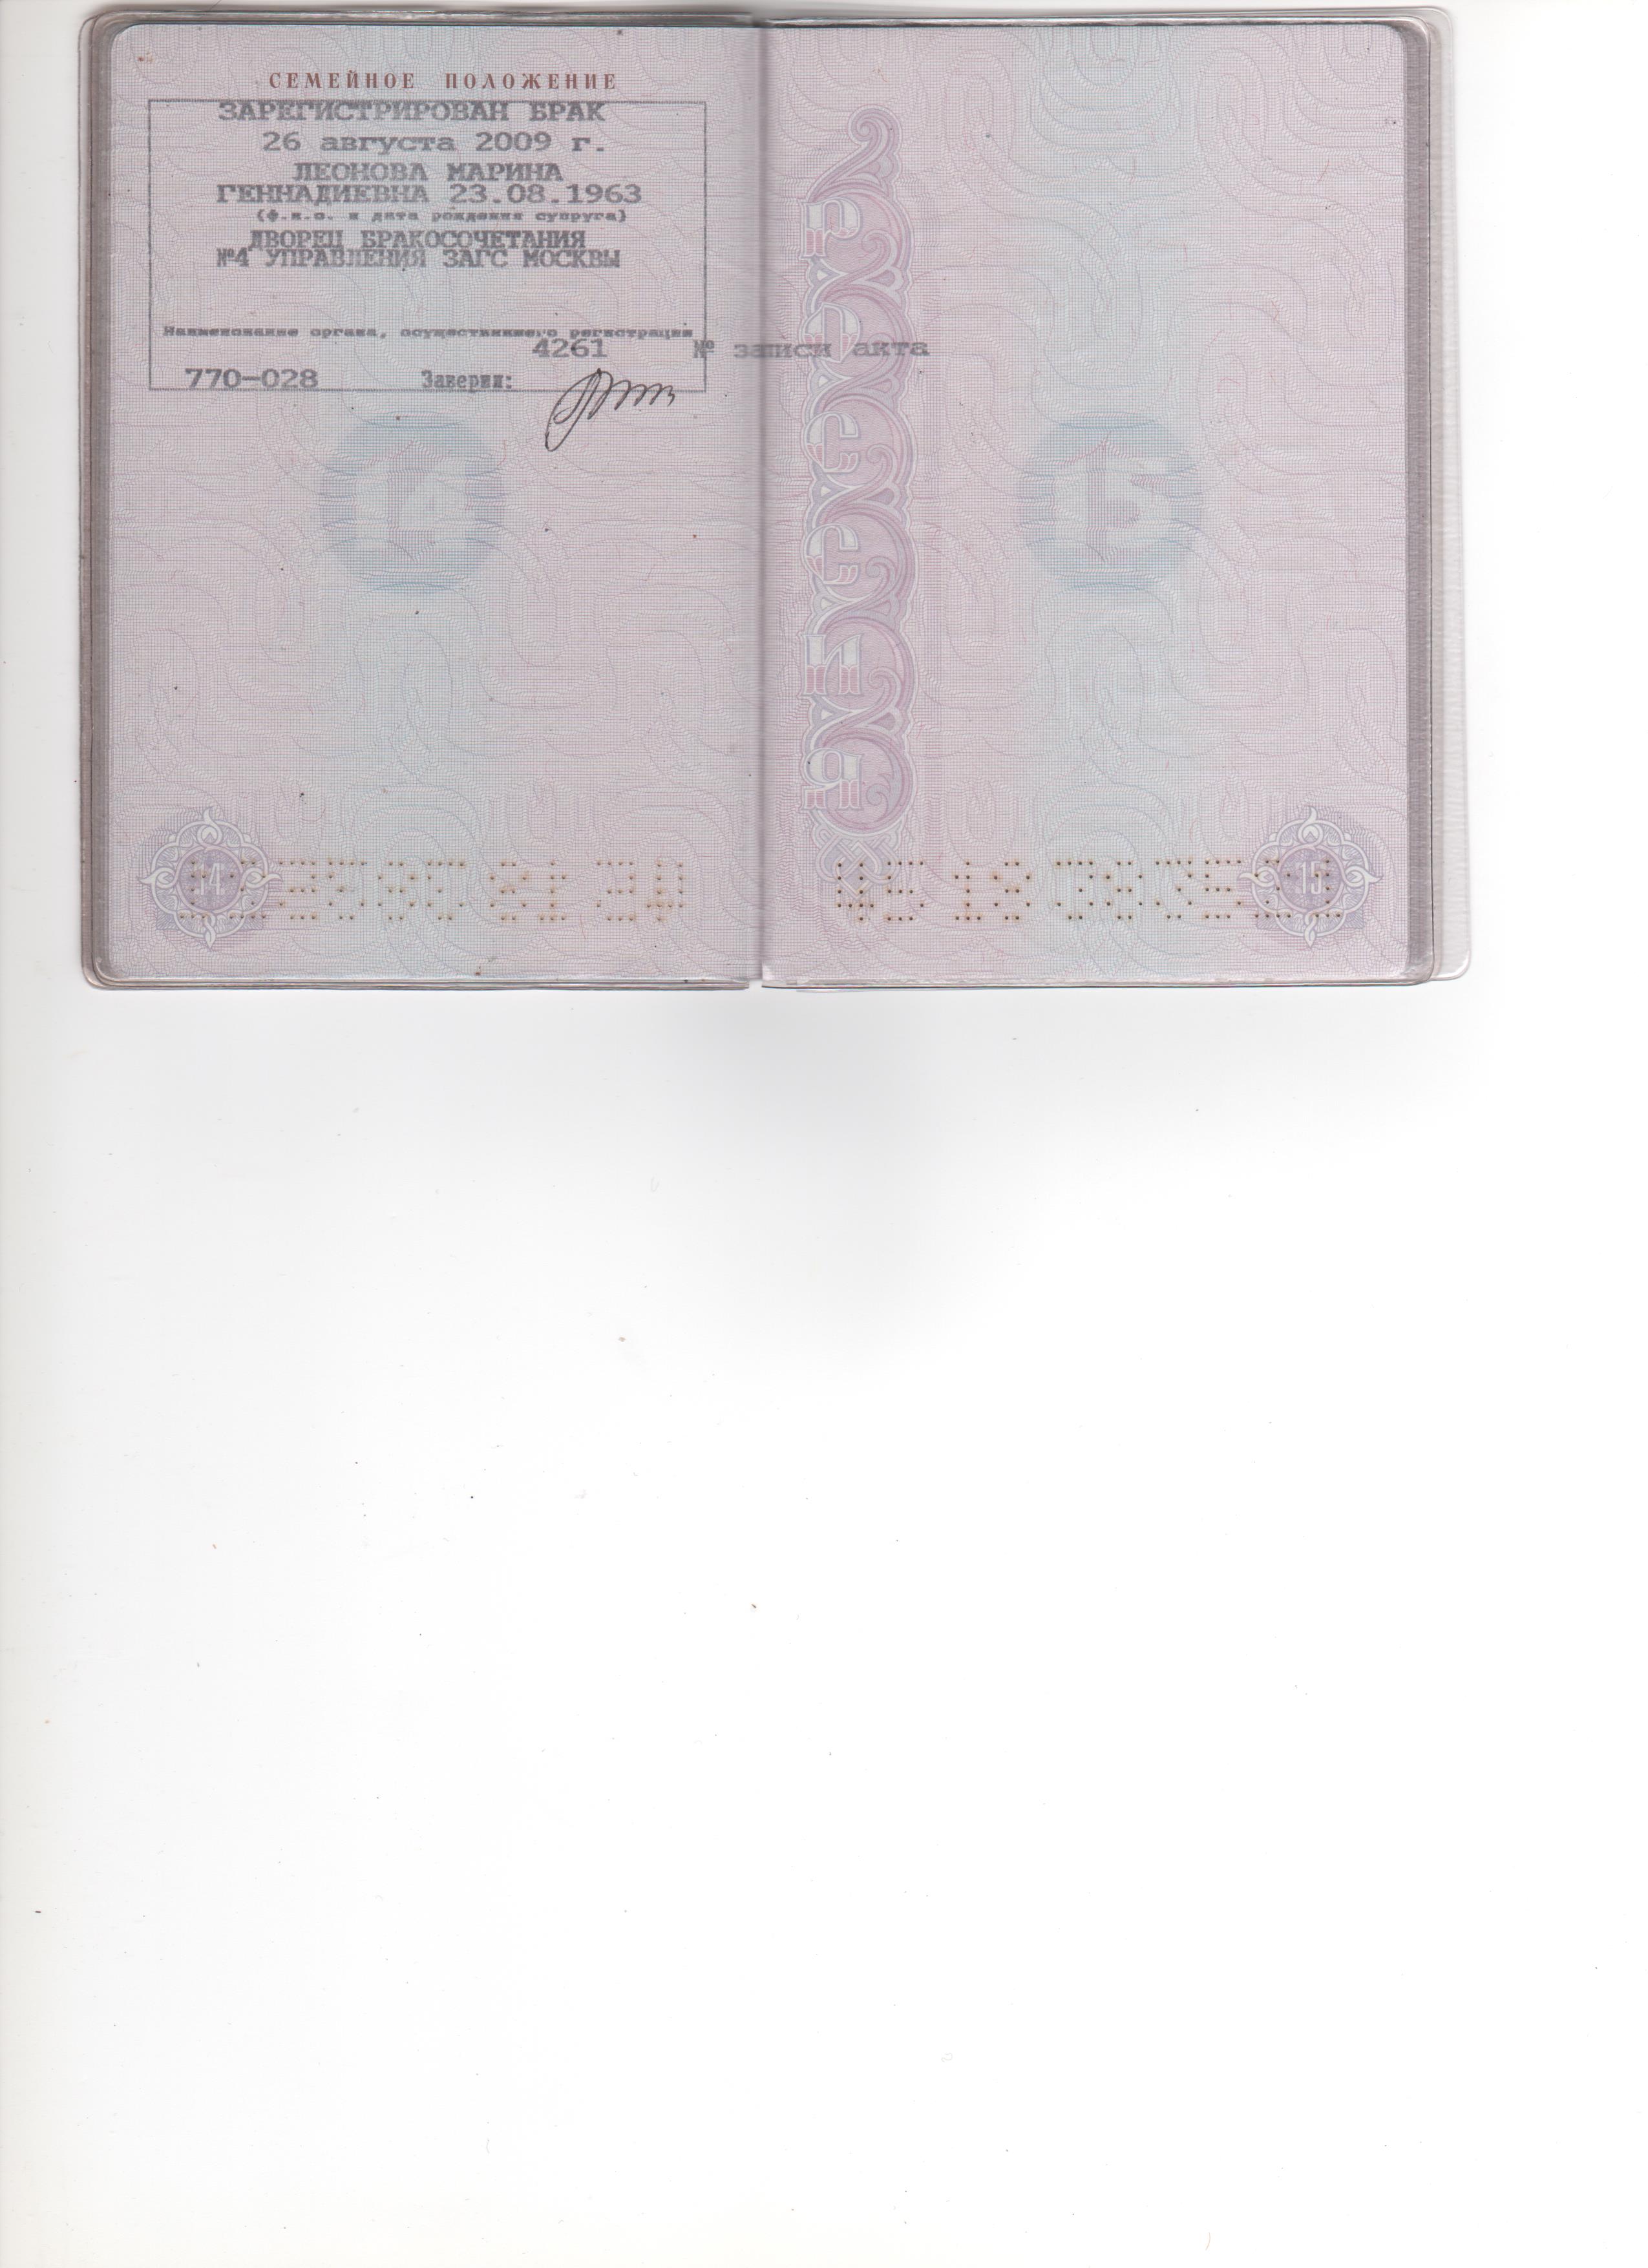 СЕМЕЙНОЕ ПОЛОЖЕНИЕ
ЗАРЕГИСТРИРОВАН БРАК
26 августа 2009 г.
ЛЕОНОВА МАРИНА
ГЕННАДИЕВНА 23.08.1963
(ф.и.о. и дата рождения супруга)
ДВОРЕЦ БРАКОСОЧЕТАНИЯ
№4 УПРАВЛЕНИЯ ЗАГС МОСКВЫ
Наименование органа, осуществившего регистрацию
4261 № записи акта
770-028 Заверил:
14
14
РОССИЯ
15
15